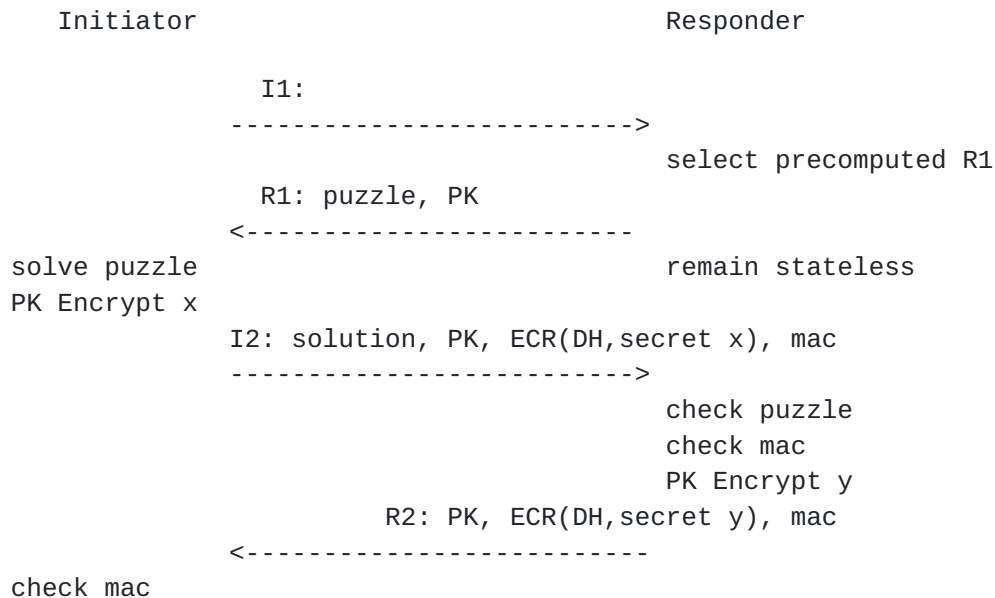 Initiator Responder
I1:
-------------------------->
select precomputed R1
R1: puzzle, PK
<--------------------------
solve puzzle remain stateless
PK Encrypt x
I2: solution, PK, ECR(DH,secret x), mac
-------------------------->
check puzzle
check mac
PK Encrypt y
R2: PK, ECR(DH,secret y), mac
<---------------------------
check mac